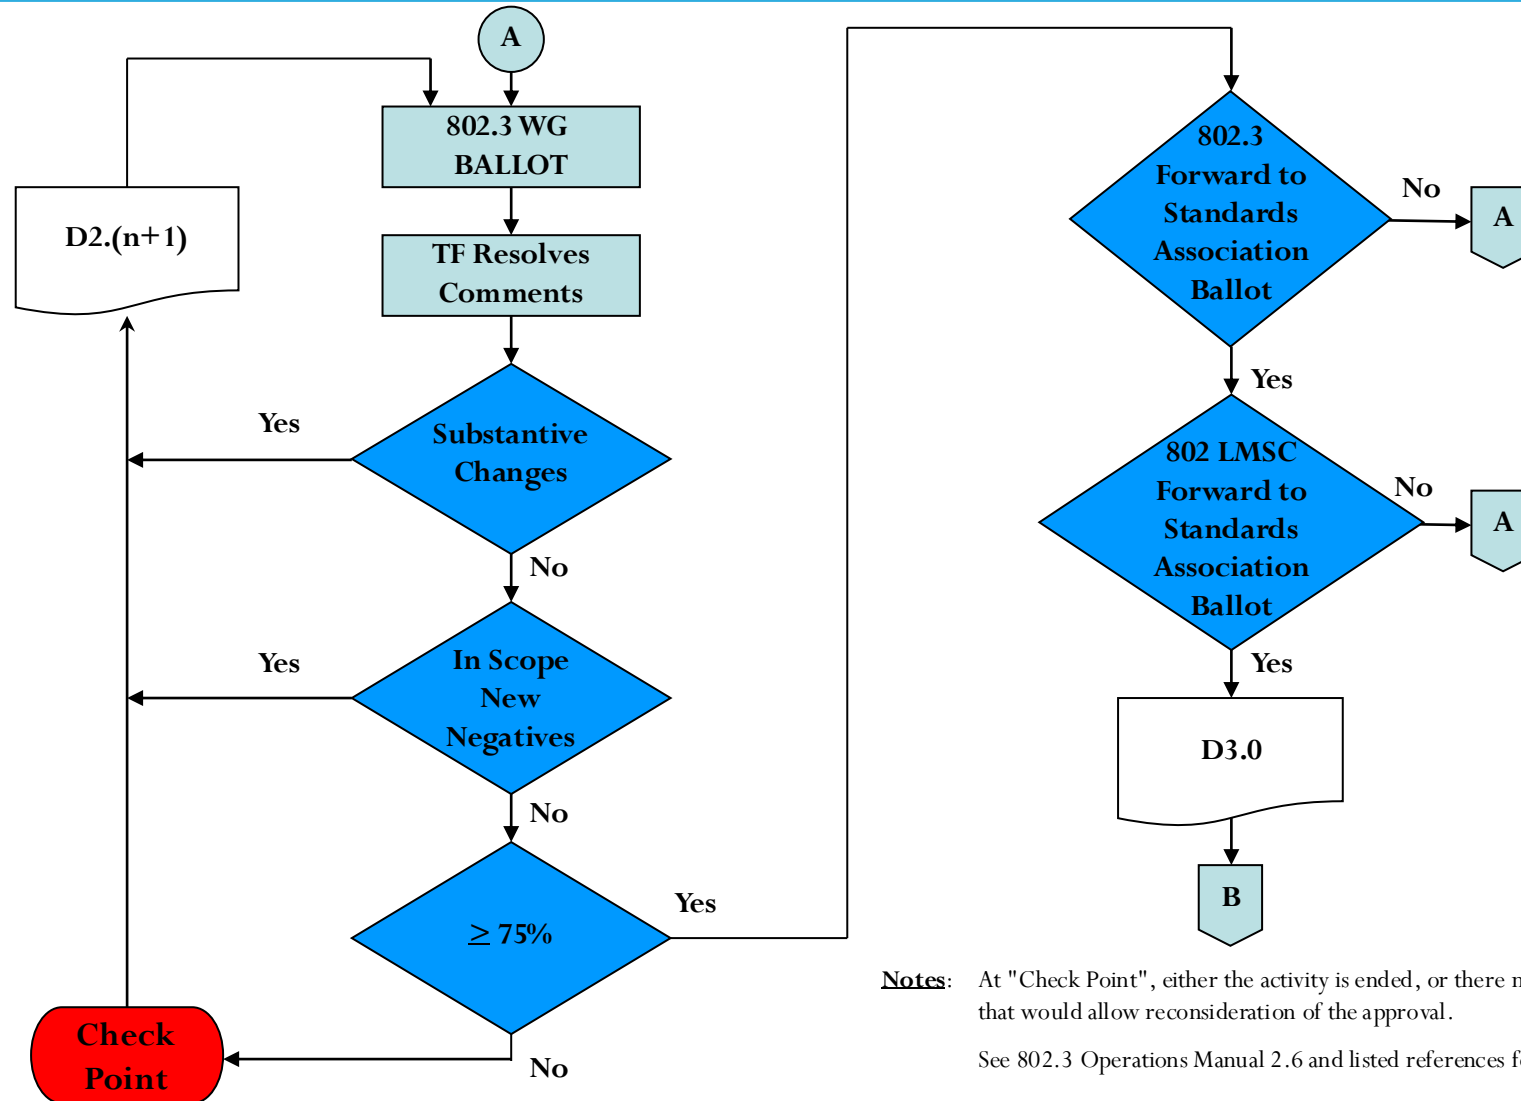 A
802.3 WG
BALLOT
D2.(n+1)
TF Resolves
Comments
Yes
Substantive
Changes
No
Yes
In Scope
New
Negatives
No
≥ 75%
Yes
No
Check
Point
802.3
Forward to
Standards
Association
Ballot
No
A
Yes
802 LMSC
Forward to
Standards
Association
Ballot
No
A
Yes
D3.0
B
Notes: At "Check Point", either the activity is ended, or there
that would allow reconsideration of the approval.
See 802.3 Operations Manual 2.6 and listed references